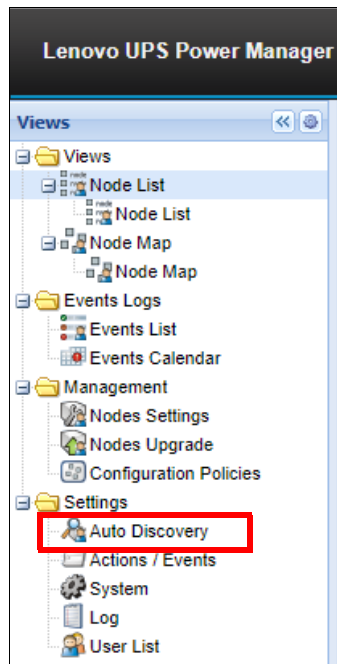 Lenovo UPS Power Manager
Views
Views
Node List
Node List
Node Map
Node Map
Events Logs
Events List
Events Calendar
Management
Nodes Settings
Nodes Upgrade
Configuration Policies
Settings
Auto Discovery
Actions / Events
System
Log
User List